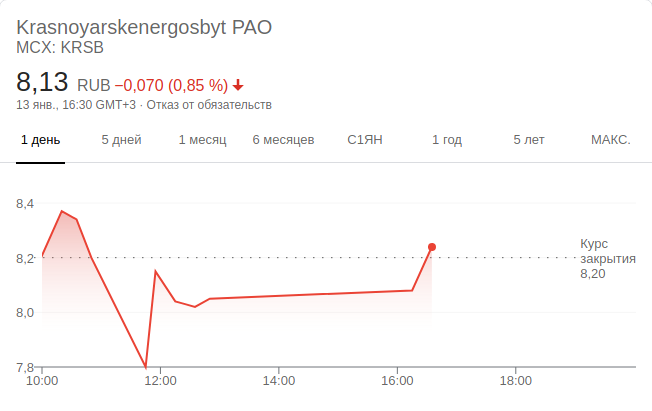 Krasnoyarskenergosbyt PAO
MCX: KRSB
8,13 RUB −0,070 (0,85 %)
13 янв., 16:30 GMT+3 · Отказ от обязательств
1 день 5 дней 1 месяц 6 месяцев С1ЯН 1 год 5 лет МАКС.
8,4
8,2
8,0
7,8
Курс
закрытия
8,20
10:00 12:00 14:00 16:00 18:00